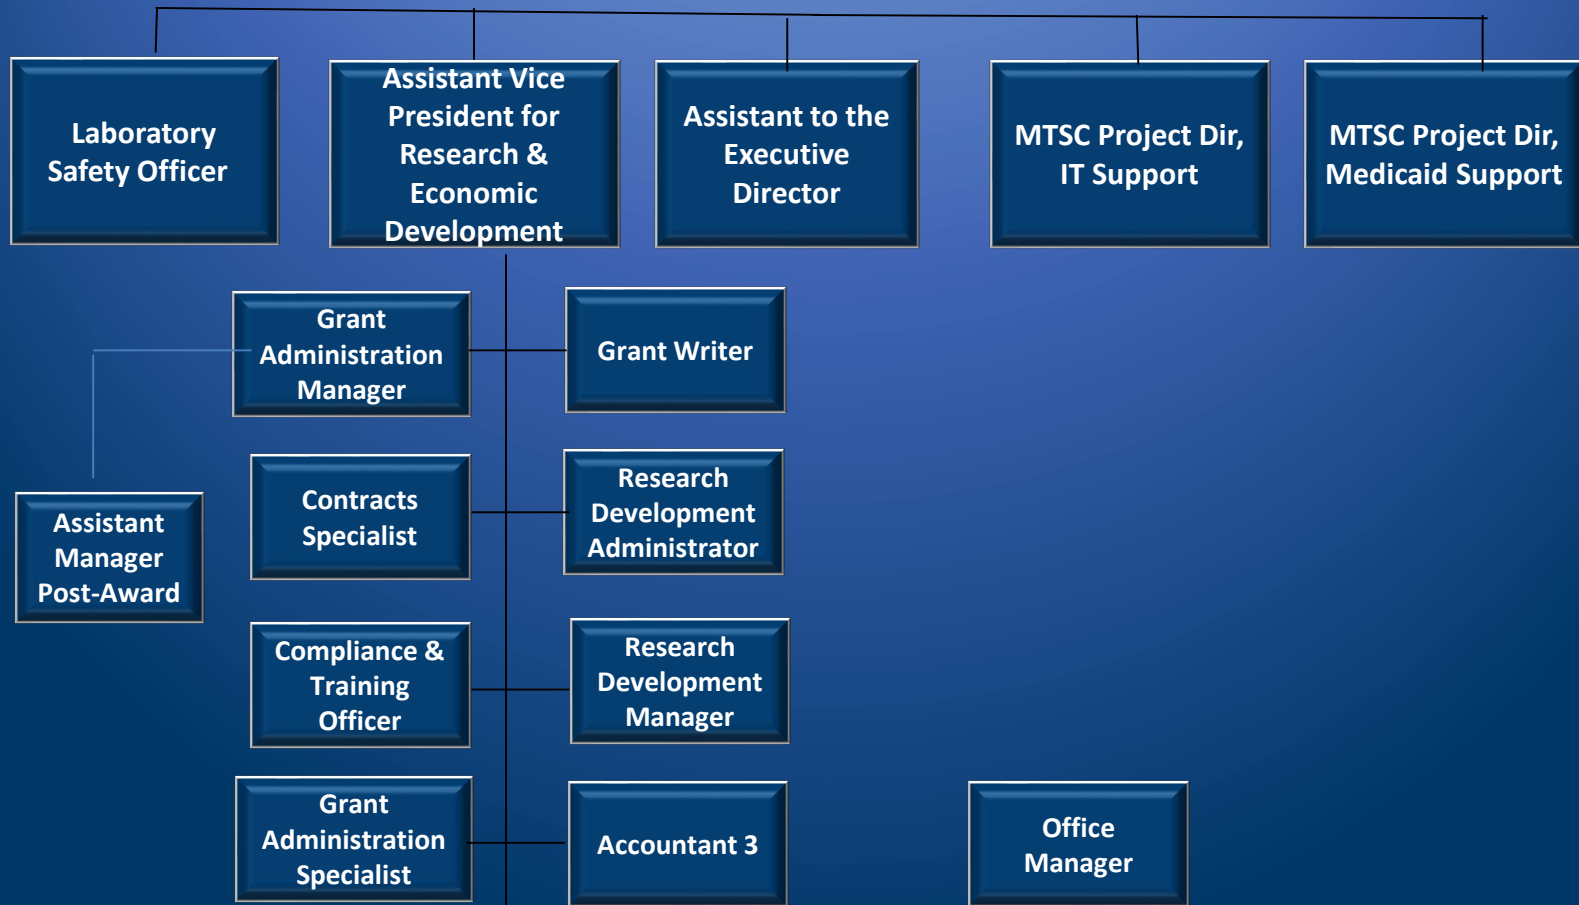 Laboratory
Safety Officer
Assistant Vice
President for
Research &
Economic
Development
Assistant to the
Executive
Director
MTSC Project Dir,
IT Support
MTSC Project Dir,
Medicaid Support
Grant
Administration
Manager
Grant Writer
Assistant
Manager
Post-Award
Contracts
Specialist
Research
Development
Administrator
Compliance &
Training
Officer
Research
Development
Manager
Grant
Administration
Specialist
Accountant 3
Office
Manager